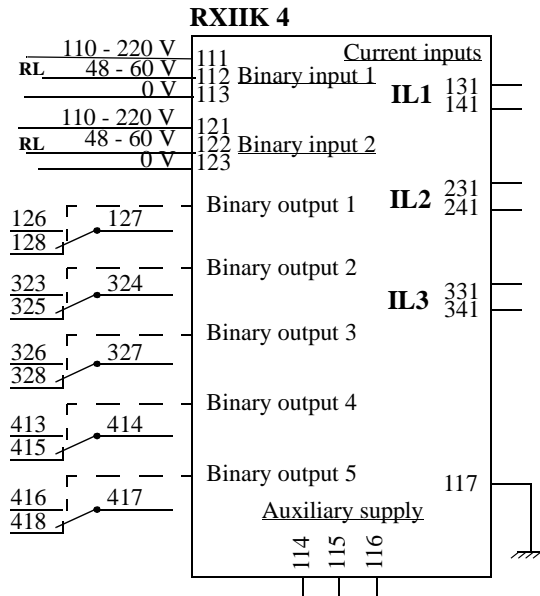 RXIIK 4
110 - 220 V
111
RL
48 - 60 V
112
Binary input 1
0 V
113
110 - 220 V
121
RL
48 - 60 V
122
Binary input 2
0 V
123
Current inputs
IL1
131
141
IL2
231
241
IL3
331
341
Binary output 1
126
127
128
Binary output 2
323
324
325
Binary output 3
326
327
328
Binary output 4
413
414
415
Binary output 5
416
417
418
117
Auxiliary supply
114
115
116